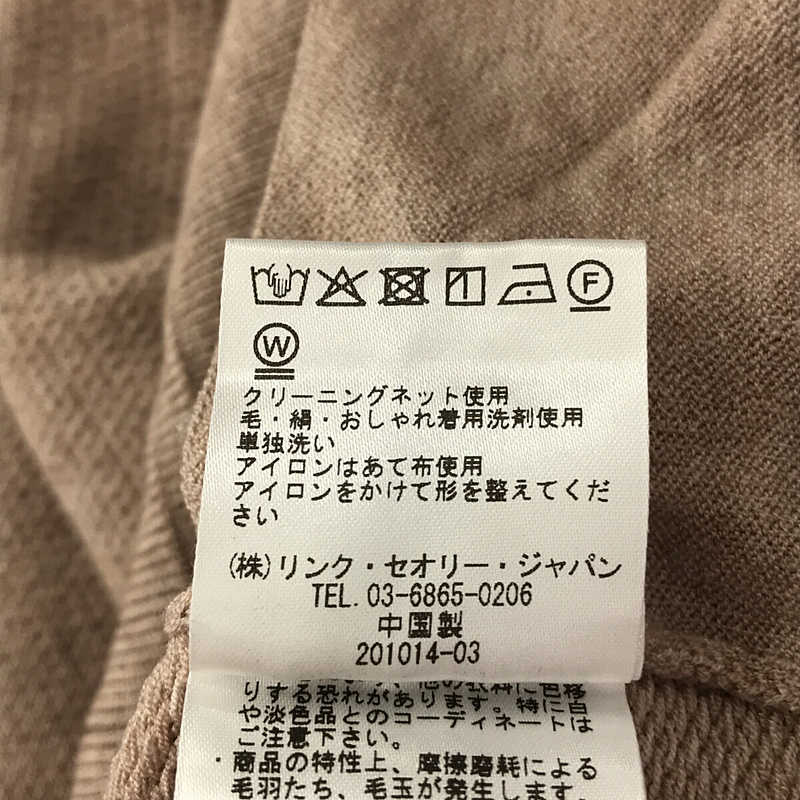 F
W
クリーニングネット使用
毛・絹・おしゃれ着用洗剤使用
単独洗い
アイロンはあて布使用
アイロンをかけて形を整えてくだ
さい
(株)リンク・セオリー・ジャパン
TEL. 03-6865-0206
中国製
201014-03
りする恐れがあります。特に白
や淡色品とのコーディネートは
ご注意下さい。
・商品の特性上、摩擦磨耗による
毛羽たち、毛玉が発生します。